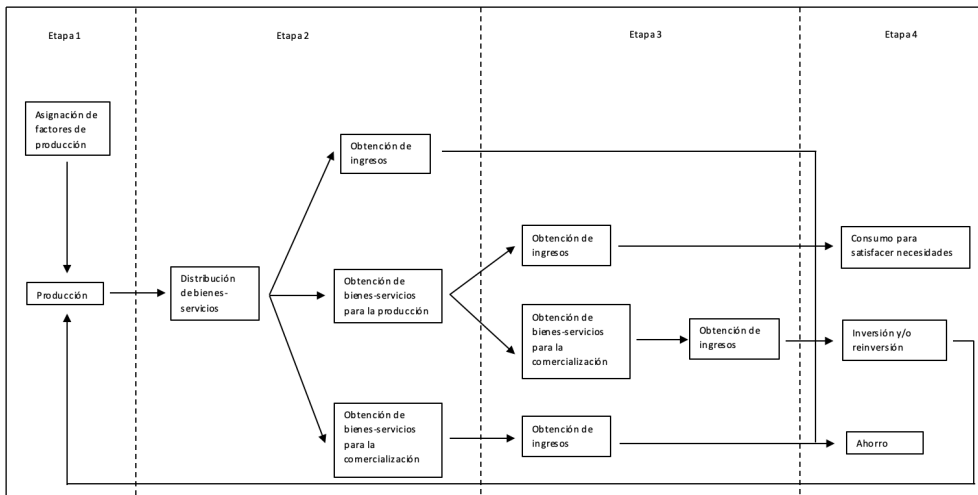 Etapa 1
Etapa 2
Etapa 3
Etapa 4
Asignación de
factores de
producción
Obtención de
ingresos
Obtención de
ingresos
Consumo para
satisfacer necesidades
Producción
Distribución
de bienes-
servicios
Obtención de
bienes-servicios
para la producción
Obtención de
bienes-servicios
para la
comercialización
Obtención de
ingresos
Inversión y/o
reinversión
Obtención de
bienes-servicios
para la
comercialización
Obtención de
ingresos
Ahorro